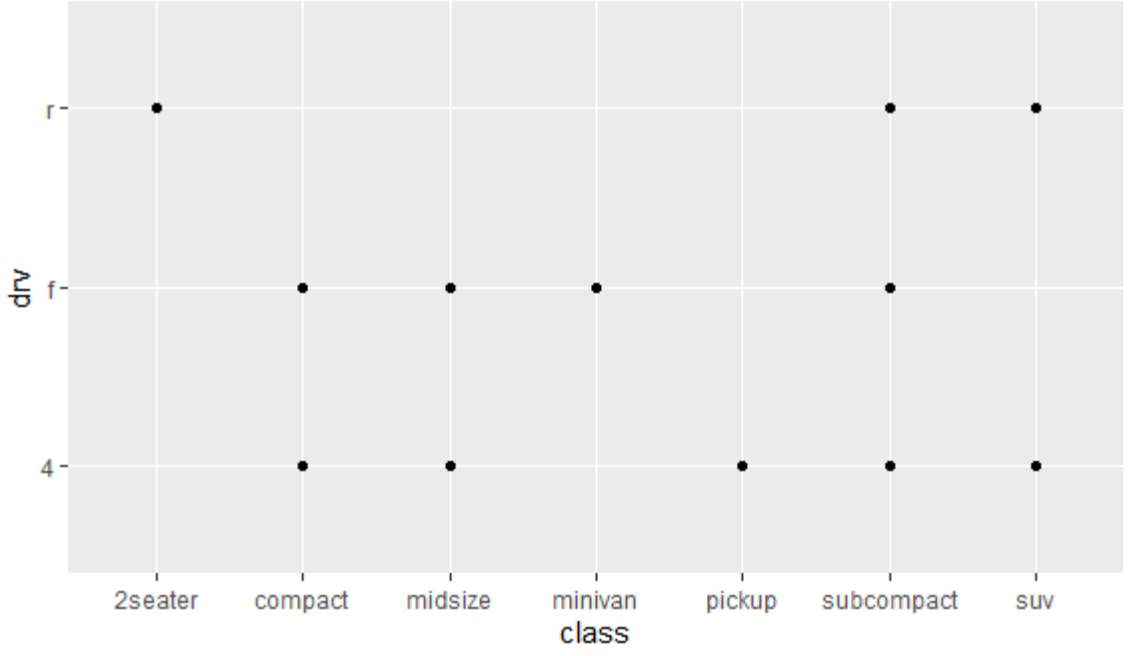 r
f
4
drv
2seater compact midsize minivan pickup subcompact suv
class